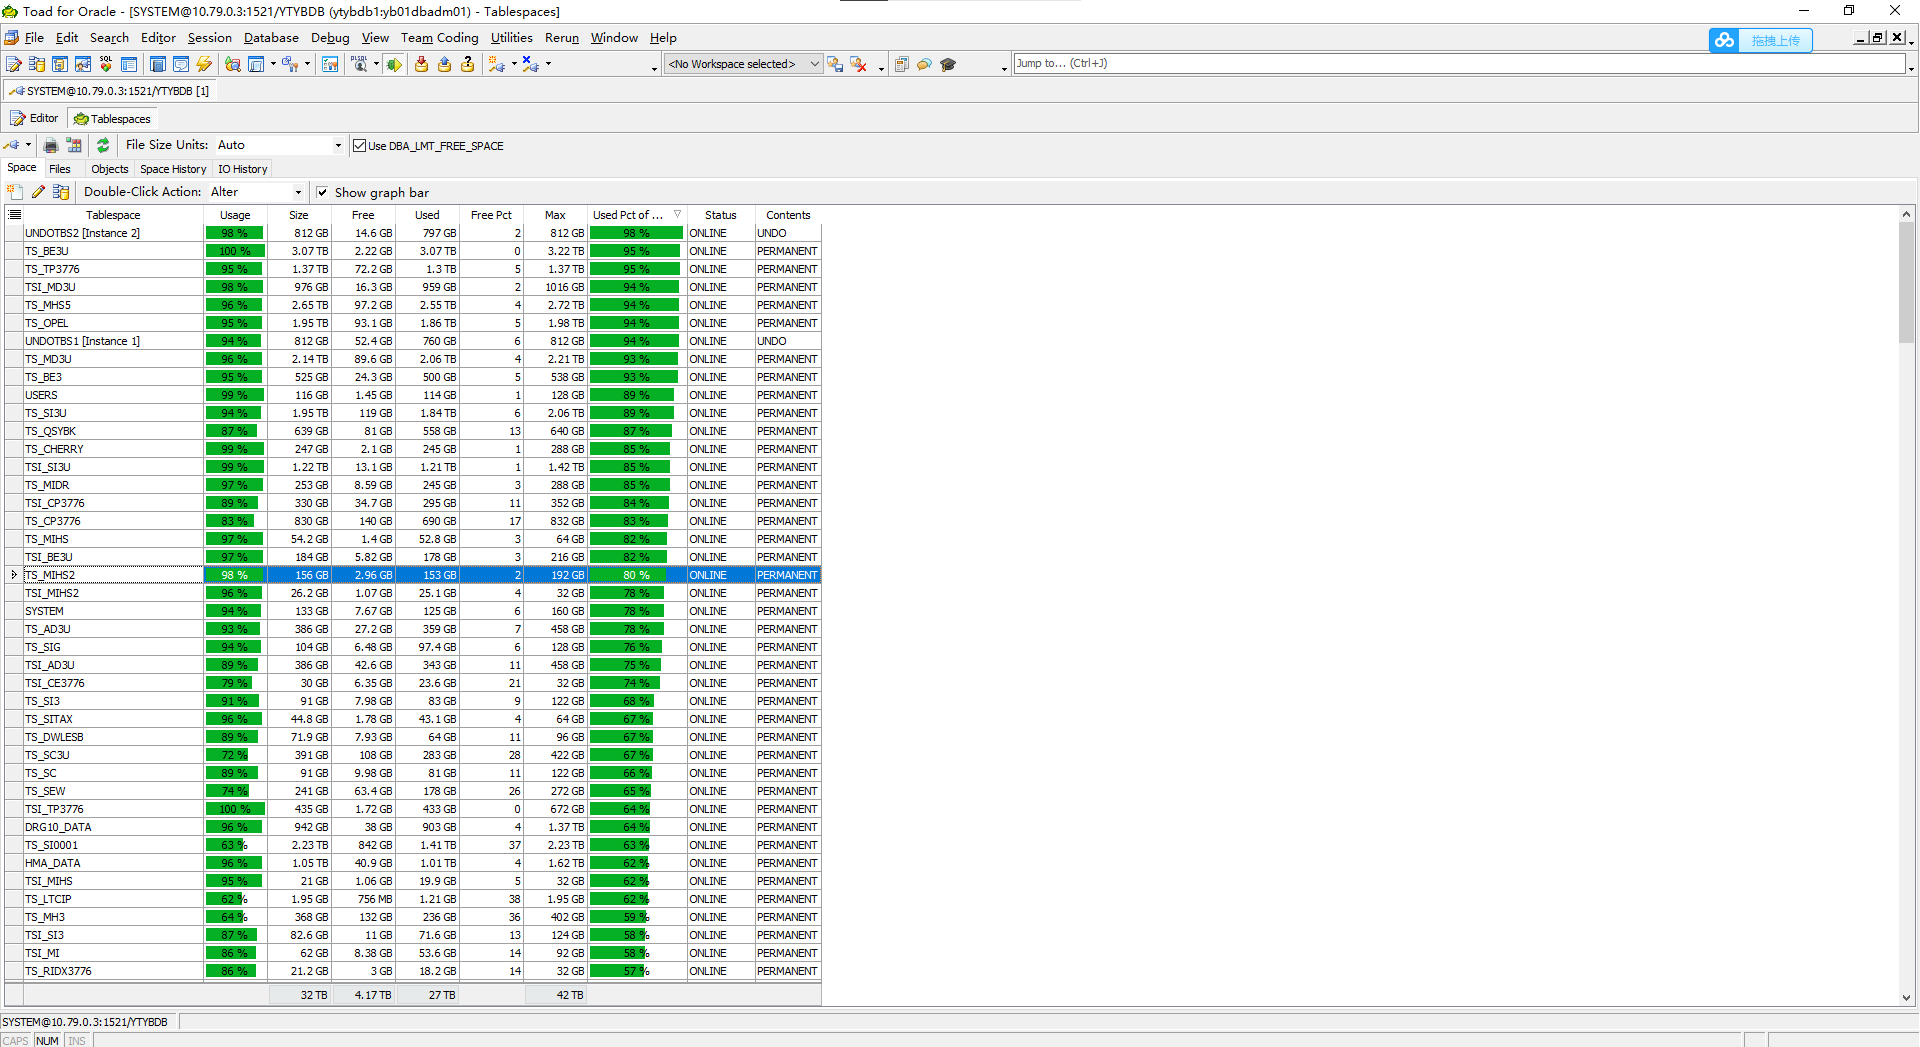 Toad for Oracle - [SYSTEM@10.79.0.3:1521/YTYBDB (ytybdb1:yb01dbadm01) - Tablespaces]
File Edit Search Editor Session Database Debug View Team Coding Utilities Rerun Window Help
拖拽上传
SQL
PLSQL
<No Workspace selected>
Jump to... (Ctrl+J)
SYSTEM@10.79.0.3:1521/YTYBDB [1]
Editor Tablespaces
File Size Units: Auto Use DBA_LMT_FREE_SPACE
Space Files Objects Space History IO History
Double-Click Action: Alter Show graph bar
Tablespace Usage Size Free Used Free Pct Max Used Pct of ... Status Contents
UNDOTBS2 [Instance 2] 98 % 812 GB 14.6 GB 797 GB 2 812 GB 98 % ONLINE UNDO
TS_BE3U 100 % 3.07 TB 2.22 GB 3.07 TB 0 3.22 TB 95 % ONLINE PERMANENT
TS_TP3776 95 % 1.37 TB 72.2 GB 1.3 TB 5 1.37 TB 95 % ONLINE PERMANENT
TSI_MD3U 98 % 976 GB 16.3 GB 959 GB 2 1016 GB 94 % ONLINE PERMANENT
TS_MHS5 96 % 2.65 TB 97.2 GB 2.55 TB 4 2.72 TB 94 % ONLINE PERMANENT
TS_OPEL 95 % 1.95 TB 93.1 GB 1.86 TB 5 1.98 TB 94 % ONLINE PERMANENT
UNDOTBS1 [Instance 1] 94 % 812 GB 52.4 GB 760 GB 6 812 GB 94 % ONLINE UNDO
TS_MD3U 96 % 2.14 TB 89.6 GB 2.06 TB 4 2.21 TB 93 % ONLINE PERMANENT
TS_BE3 95 % 525 GB 24.3 GB 500 GB 5 538 GB 93 % ONLINE PERMANENT
USERS 99 % 116 GB 1.45 GB 114 GB 1 128 GB 89 % ONLINE PERMANENT
TS_SI3U 94 % 1.95 TB 119 GB 1.84 TB 6 2.06 TB 89 % ONLINE PERMANENT
TS_QSYBK 87 % 639 GB 81 GB 558 GB 13 640 GB 87 % ONLINE PERMANENT
TS_CHERRY 99 % 247 GB 2.1 GB 245 GB 1 288 GB 85 % ONLINE PERMANENT
TSI_SI3U 99 % 1.22 TB 13.1 GB 1.21 TB 1 1.42 TB 85 % ONLINE PERMANENT
TS_MIDR 97 % 253 GB 8.59 GB 245 GB 3 288 GB 85 % ONLINE PERMANENT
TSI_CP3776 89 % 330 GB 34.7 GB 295 GB 11 352 GB 84 % ONLINE PERMANENT
TS_CP3776 83 % 830 GB 140 GB 690 GB 17 832 GB 83 % ONLINE PERMANENT
TS_MIHS 97 % 54.2 GB 1.4 GB 52.8 GB 3 64 GB 82 % ONLINE PERMANENT
TSI_BE3U 97 % 184 GB 5.82 GB 178 GB 3 216 GB 82 % ONLINE PERMANENT
TS_MIHS2 98 % 156 GB 2.96 GB 153 GB 2 192 GB 80 % ONLINE PERMANENT
TSI_MIHS2 96 % 26.2 GB 1.07 GB 25.1 GB 4 32 GB 78 % ONLINE PERMANENT
SYSTEM 94 % 133 GB 7.67 GB 125 GB 6 160 GB 78 % ONLINE PERMANENT
TS_AD3U 93 % 386 GB 27.2 GB 359 GB 7 458 GB 78 % ONLINE PERMANENT
TS_SIG 94 % 104 GB 6.48 GB 97.4 GB 6 128 GB 76 % ONLINE PERMANENT
TSI_AD3U 89 % 386 GB 42.6 GB 343 GB 11 458 GB 75 % ONLINE PERMANENT
TSI_CE3776 79 % 30 GB 6.35 GB 23.6 GB 21 32 GB 74 % ONLINE PERMANENT
TS_SI3 91 % 91 GB 7.98 GB 83 GB 9 122 GB 68 % ONLINE PERMANENT
TS_SITAX 96 % 44.8 GB 1.78 GB 43.1 GB 4 64 GB 67 % ONLINE PERMANENT
TS_DWLESB 89 % 71.9 GB 7.93 GB 64 GB 11 96 GB 67 % ONLINE PERMANENT
TS_SC3U 72 % 391 GB 108 GB 283 GB 28 422 GB 67 % ONLINE PERMANENT
TS_SC 89 % 91 GB 9.98 GB 81 GB 11 122 GB 66 % ONLINE PERMANENT
TS_SEW 74 % 241 GB 63.4 GB 178 GB 26 272 GB 65 % ONLINE PERMANENT
TSI_TP3776 100 % 435 GB 1.72 GB 433 GB 0 672 GB 64 % ONLINE PERMANENT
DRG10_DATA 96 % 942 GB 38 GB 903 GB 4 1.37 TB 64 % ONLINE PERMANENT
TS_SI0001 63 % 2.23 TB 842 GB 1.41 TB 37 2.23 TB 63 % ONLINE PERMANENT
HMA_DATA 96 % 1.05 TB 40.9 GB 1.01 TB 4 1.62 TB 62 % ONLINE PERMANENT
TSI_MIHS 95 % 21 GB 1.06 GB 19.9 GB 5 32 GB 62 % ONLINE PERMANENT
TS_LTCIP 62 % 1.95 GB 756 MB 1.21 GB 38 1.95 GB 62 % ONLINE PERMANENT
TS_MH3 64 % 368 GB 132 GB 236 GB 36 402 GB 59 % ONLINE PERMANENT
TSI_SI3 87 % 82.6 GB 11 GB 71.6 GB 13 124 GB 58 % ONLINE PERMANENT
TSI_MI 86 % 62 GB 8.38 GB 53.6 GB 14 92 GB 58 % ONLINE PERMANENT
TS_RIDX3776 86 % 21.2 GB 3 GB 18.2 GB 14 32 GB 57 % ONLINE PERMANENT
32 TB 4.17 TB 27 TB 42 TB
SYSTEM@10.79.0.3:1521/YTYBDB
CAPS NUM INS